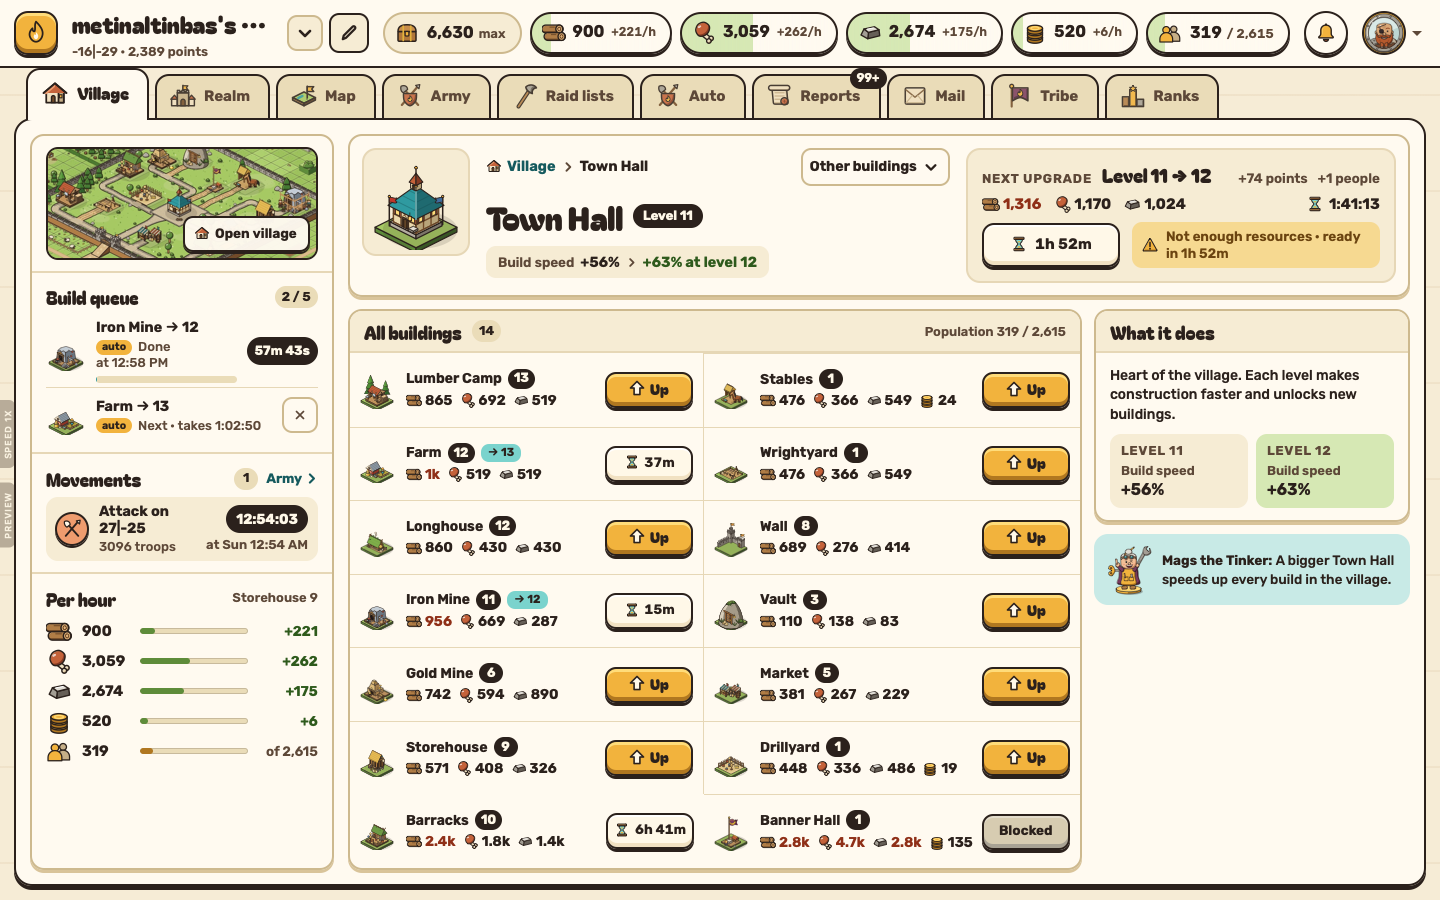 metinaltinbas's ···
-16|-29 · 2,389 points
6,630 max
900 +221/h
3,059 +262/h
2,674 +175/h
520 +6/h
319 / 2,615
Village
Realm
Map
Army
Raid lists
Auto
Reports
99+
Mail
Tribe
Ranks
SPEED 1X
PREVIEW
Open village
Build queue
2 / 5
Iron Mine → 12
auto Done
at 12:58 PM
57m 43s
Farm → 13
auto Next · takes 1:02:50
×
Movements
1
Army >
Attack on
27|-25
3096 troops
12:54:03
at Sun 12:54 AM
Per hour
Storehouse 9
900 +221
3,059 +262
2,674 +175
520 +6
319 of 2,615
Village > Town Hall
Other buildings
Town Hall
Level 11
Build speed +56% > +63% at level 12
NEXT UPGRADE Level 11 → 12
+74 points +1 people
1,316 1,170 1,024
1:41:13
1h 52m
Not enough resources · ready
in 1h 52m
All buildings 14
Population 319 / 2,615
Lumber Camp 13
865 692 519
Up
Stables 1
476 366 549 24
Up
Farm 12 → 13
1k 519 519
37m
Wrightyard 1
476 366 549
Up
Longhouse 12
860 430 430
Up
Wall 8
689 276 414
Up
Iron Mine 11 → 12
956 669 287
15m
Vault 3
110 138 83
Up
Gold Mine 6
742 594 890
Up
Market 5
381 267 229
Up
Storehouse 9
571 408 326
Up
Drillyard 1
448 336 486 19
Up
Barracks 10
2.4k 1.8k 1.4k
6h 41m
Banner Hall 1
2.8k 4.7k 2.8k 135
Blocked
What it does
Heart of the village. Each level makes
construction faster and unlocks new
buildings.
LEVEL 11
Build speed
+56%
LEVEL 12
Build speed
+63%
Mags the Tinker: A bigger Town Hall
speeds up every build in the village.